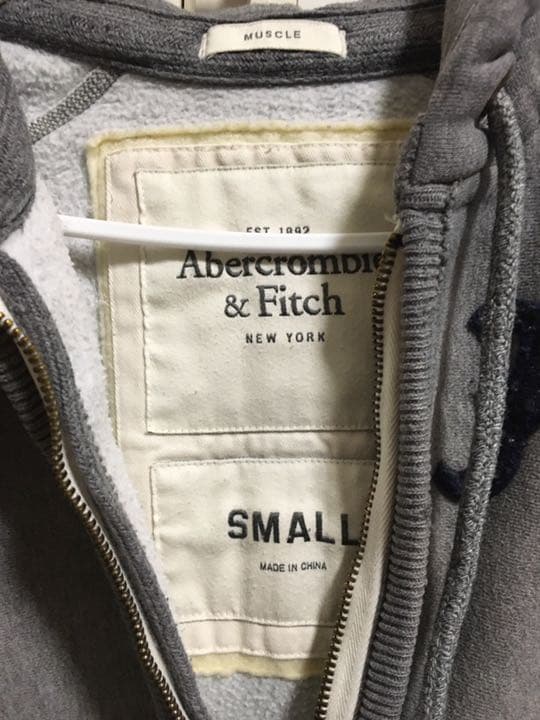 MUSCLE
EST. 1892
Abercrombie
& Fitch
NEW YORK
SMALL
MADE IN CHINA